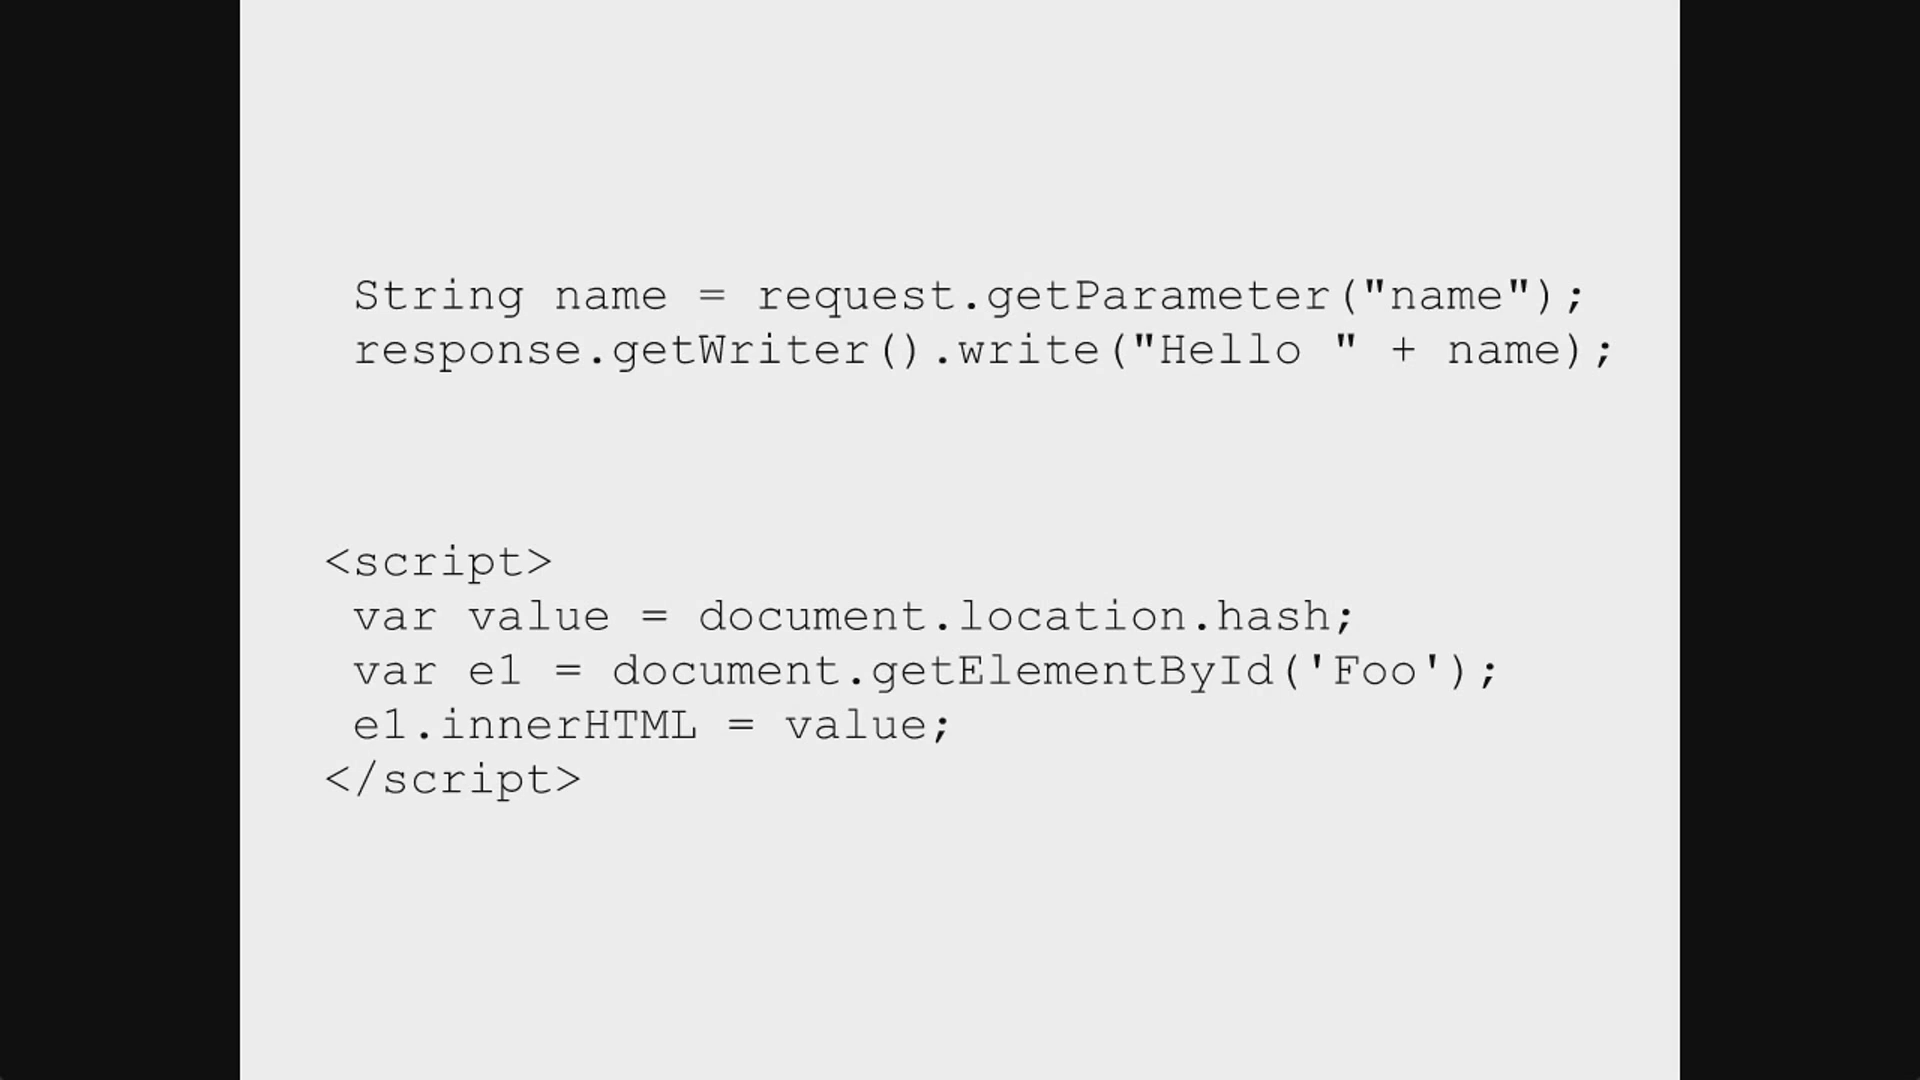 String name = request.getParameter("name");
response.getWriter().write("Hello " + name);
<script>
var value = document.location.hash;
var e1 = document.getElementById('Foo');
e1.innerHTML = value;
</script>